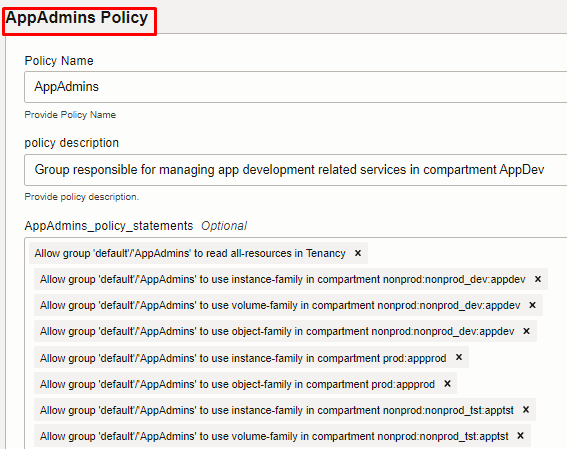 AppAdmins Policy
Policy Name
AppAdmins
Provide Policy Name
policy description
Group responsible for managing app development related services in compartment AppDev
Provide policy description.
AppAdmins_policy_statements Optional
Allow group 'default'/'AppAdmins' to read all-resources in Tenancy ×
Allow group 'default'/'AppAdmins' to use instance-family in compartment nonprod:nonprod_dev:appdev ×
Allow group 'default'/'AppAdmins' to use volume-family in compartment nonprod:nonprod_dev:appdev ×
Allow group 'default'/'AppAdmins' to use object-family in compartment nonprod:nonprod_dev:appdev ×
Allow group 'default'/'AppAdmins' to use instance-family in compartment prod:appprod ×
Allow group 'default'/'AppAdmins' to use object-family in compartment prod:appprod ×
Allow group 'default'/'AppAdmins' to use instance-family in compartment nonprod:nonprod_tst:apptst ×
Allow group 'default'/'AppAdmins' to use volume-family in compartment nonprod:nonprod_tst:apptst ×